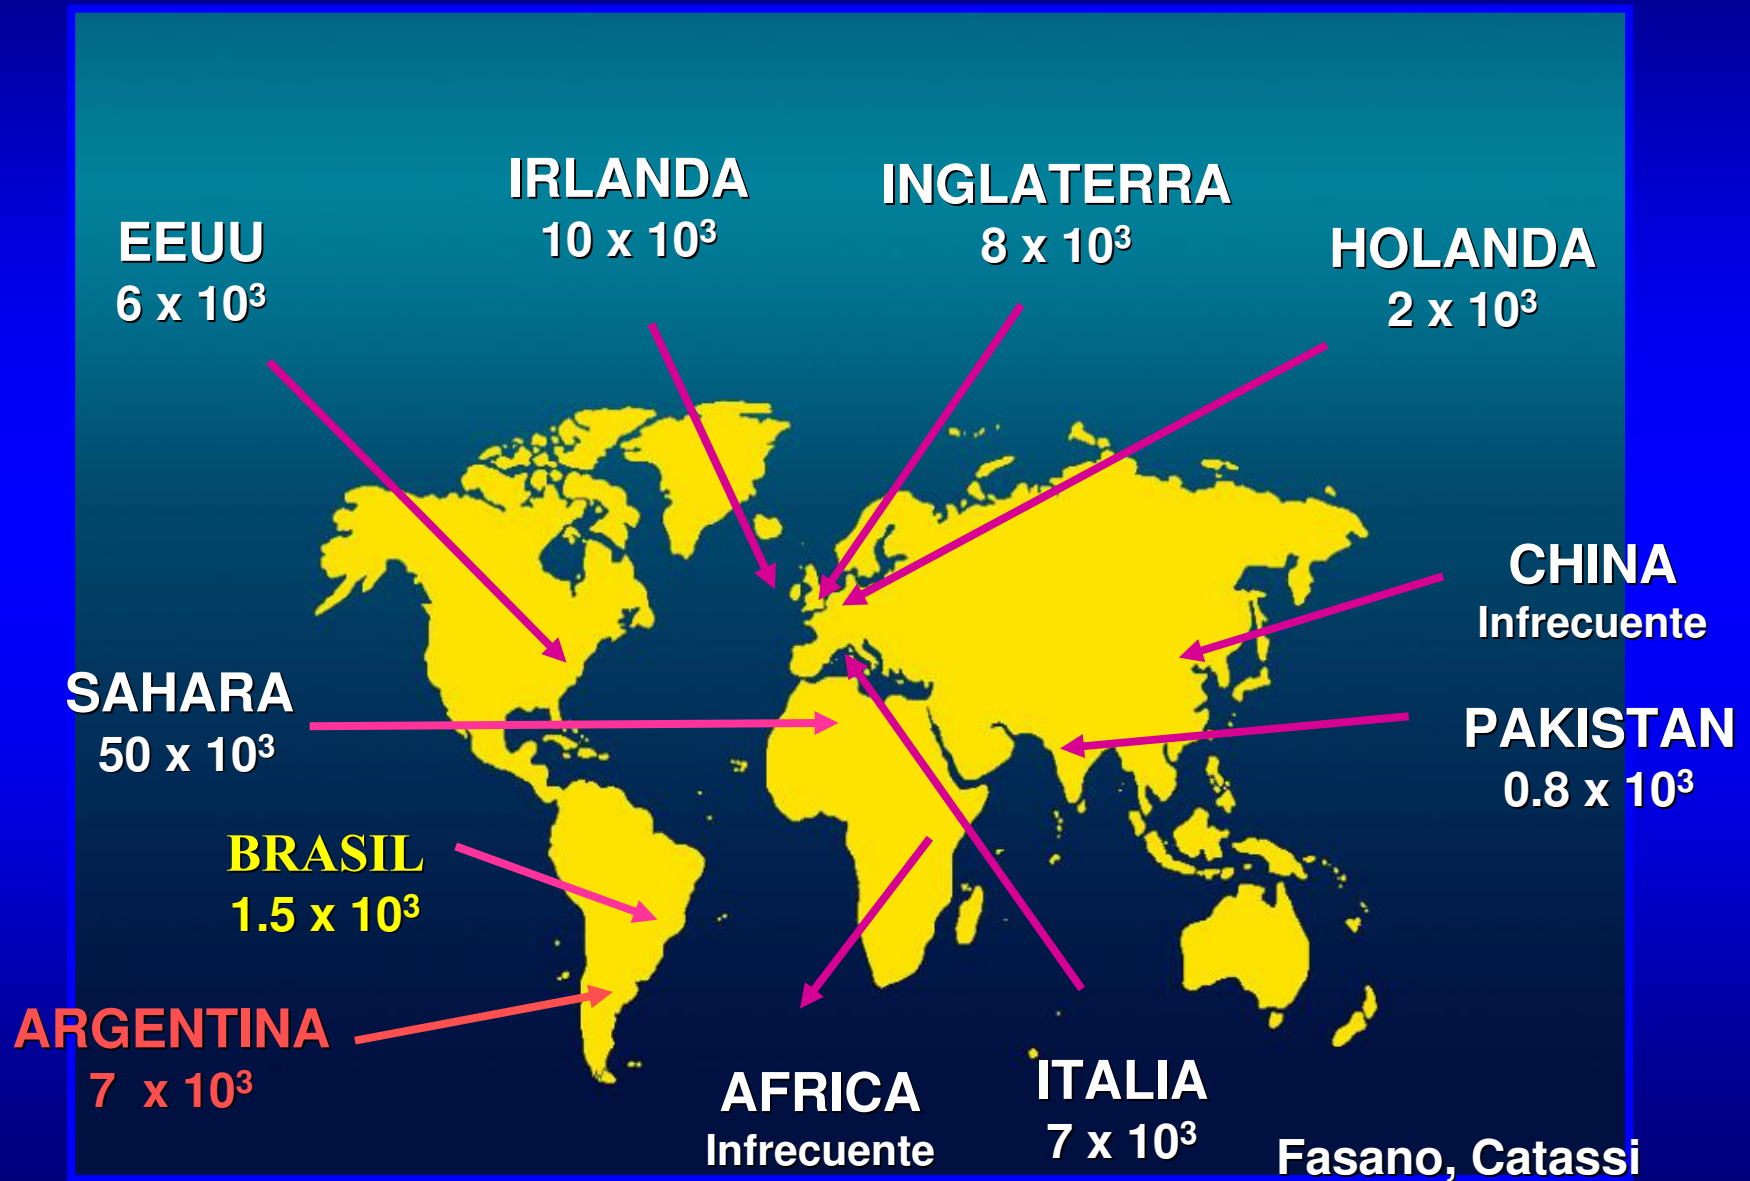 IRLANDA
10 x 10³
INGLATERRA
8 x 10³
EEUU
6 x 10³
HOLANDA
2 x 10³
CHINA
Infrecuente
SAHARA
50 x 10³
PAKISTAN
0.8 x 10³
BRASIL
1.5 x 10³
ARGENTINA
7 x 10³
AFRICA
Infrecuente
ITALIA
7 x 10³
Fasano, Catassi